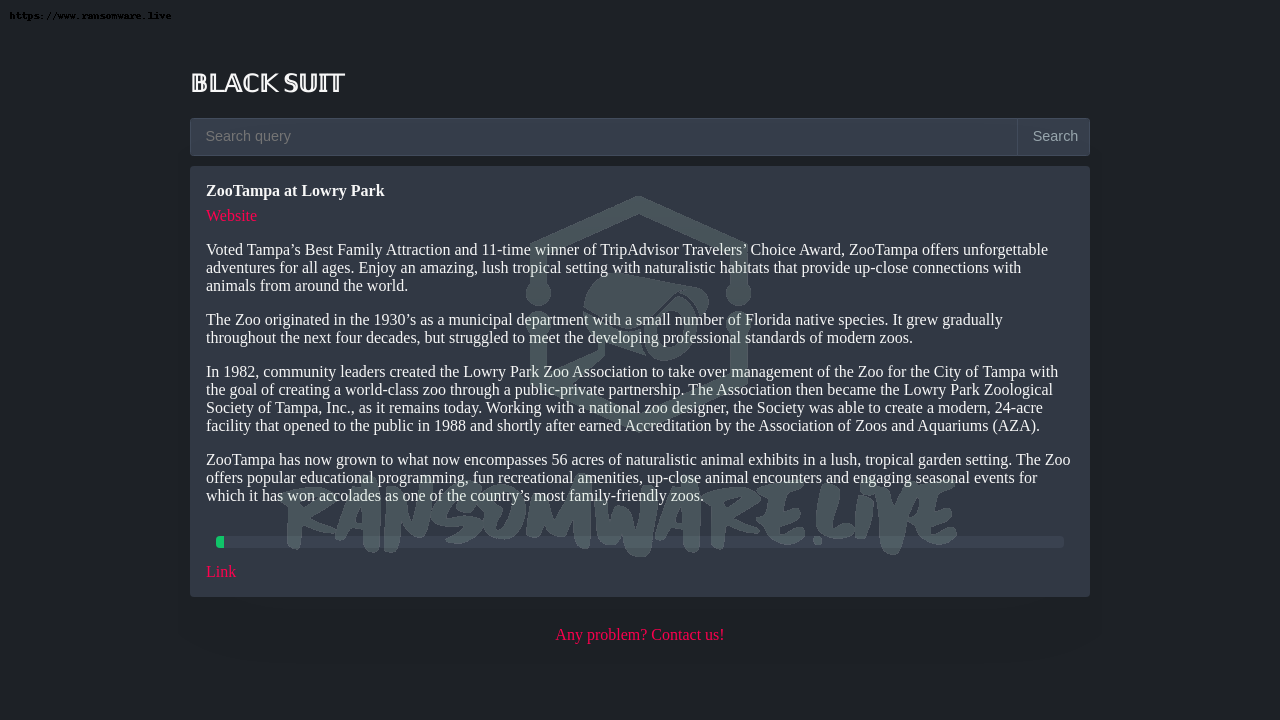 https://www.ransomware.live
BLACK SUIT
Search query
Search
ZooTampa at Lowry Park
Website
Voted Tampa’s Best Family Attraction and 11-time winner of TripAdvisor Travelers’ Choice Award, ZooTampa offers unforgettable
adventures for all ages. Enjoy an amazing, lush tropical setting with naturalistic habitats that provide up-close connections with
animals from around the world.
The Zoo originated in the 1930’s as a municipal department with a small number of Florida native species. It grew gradually
throughout the next four decades, but struggled to meet the developing professional standards of modern zoos.
In 1982, community leaders created the Lowry Park Zoo Association to take over management of the Zoo for the City of Tampa with
the goal of creating a world-class zoo through a public-private partnership. The Association then became the Lowry Park Zoological
Society of Tampa, Inc., as it remains today. Working with a national zoo designer, the Society was able to create a modern, 24-acre
facility that opened to the public in 1988 and shortly after earned Accreditation by the Association of Zoos and Aquariums (AZA).
ZooTampa has now grown to what now encompasses 56 acres of naturalistic animal exhibits in a lush, tropical garden setting. The Zoo
offers popular educational programming, fun recreational amenities, up-close animal encounters and engaging seasonal events for
which it has won accolades as one of the country’s most family-friendly zoos.
RANSOMWARE.LIVE
Link
Any problem? Contact us!